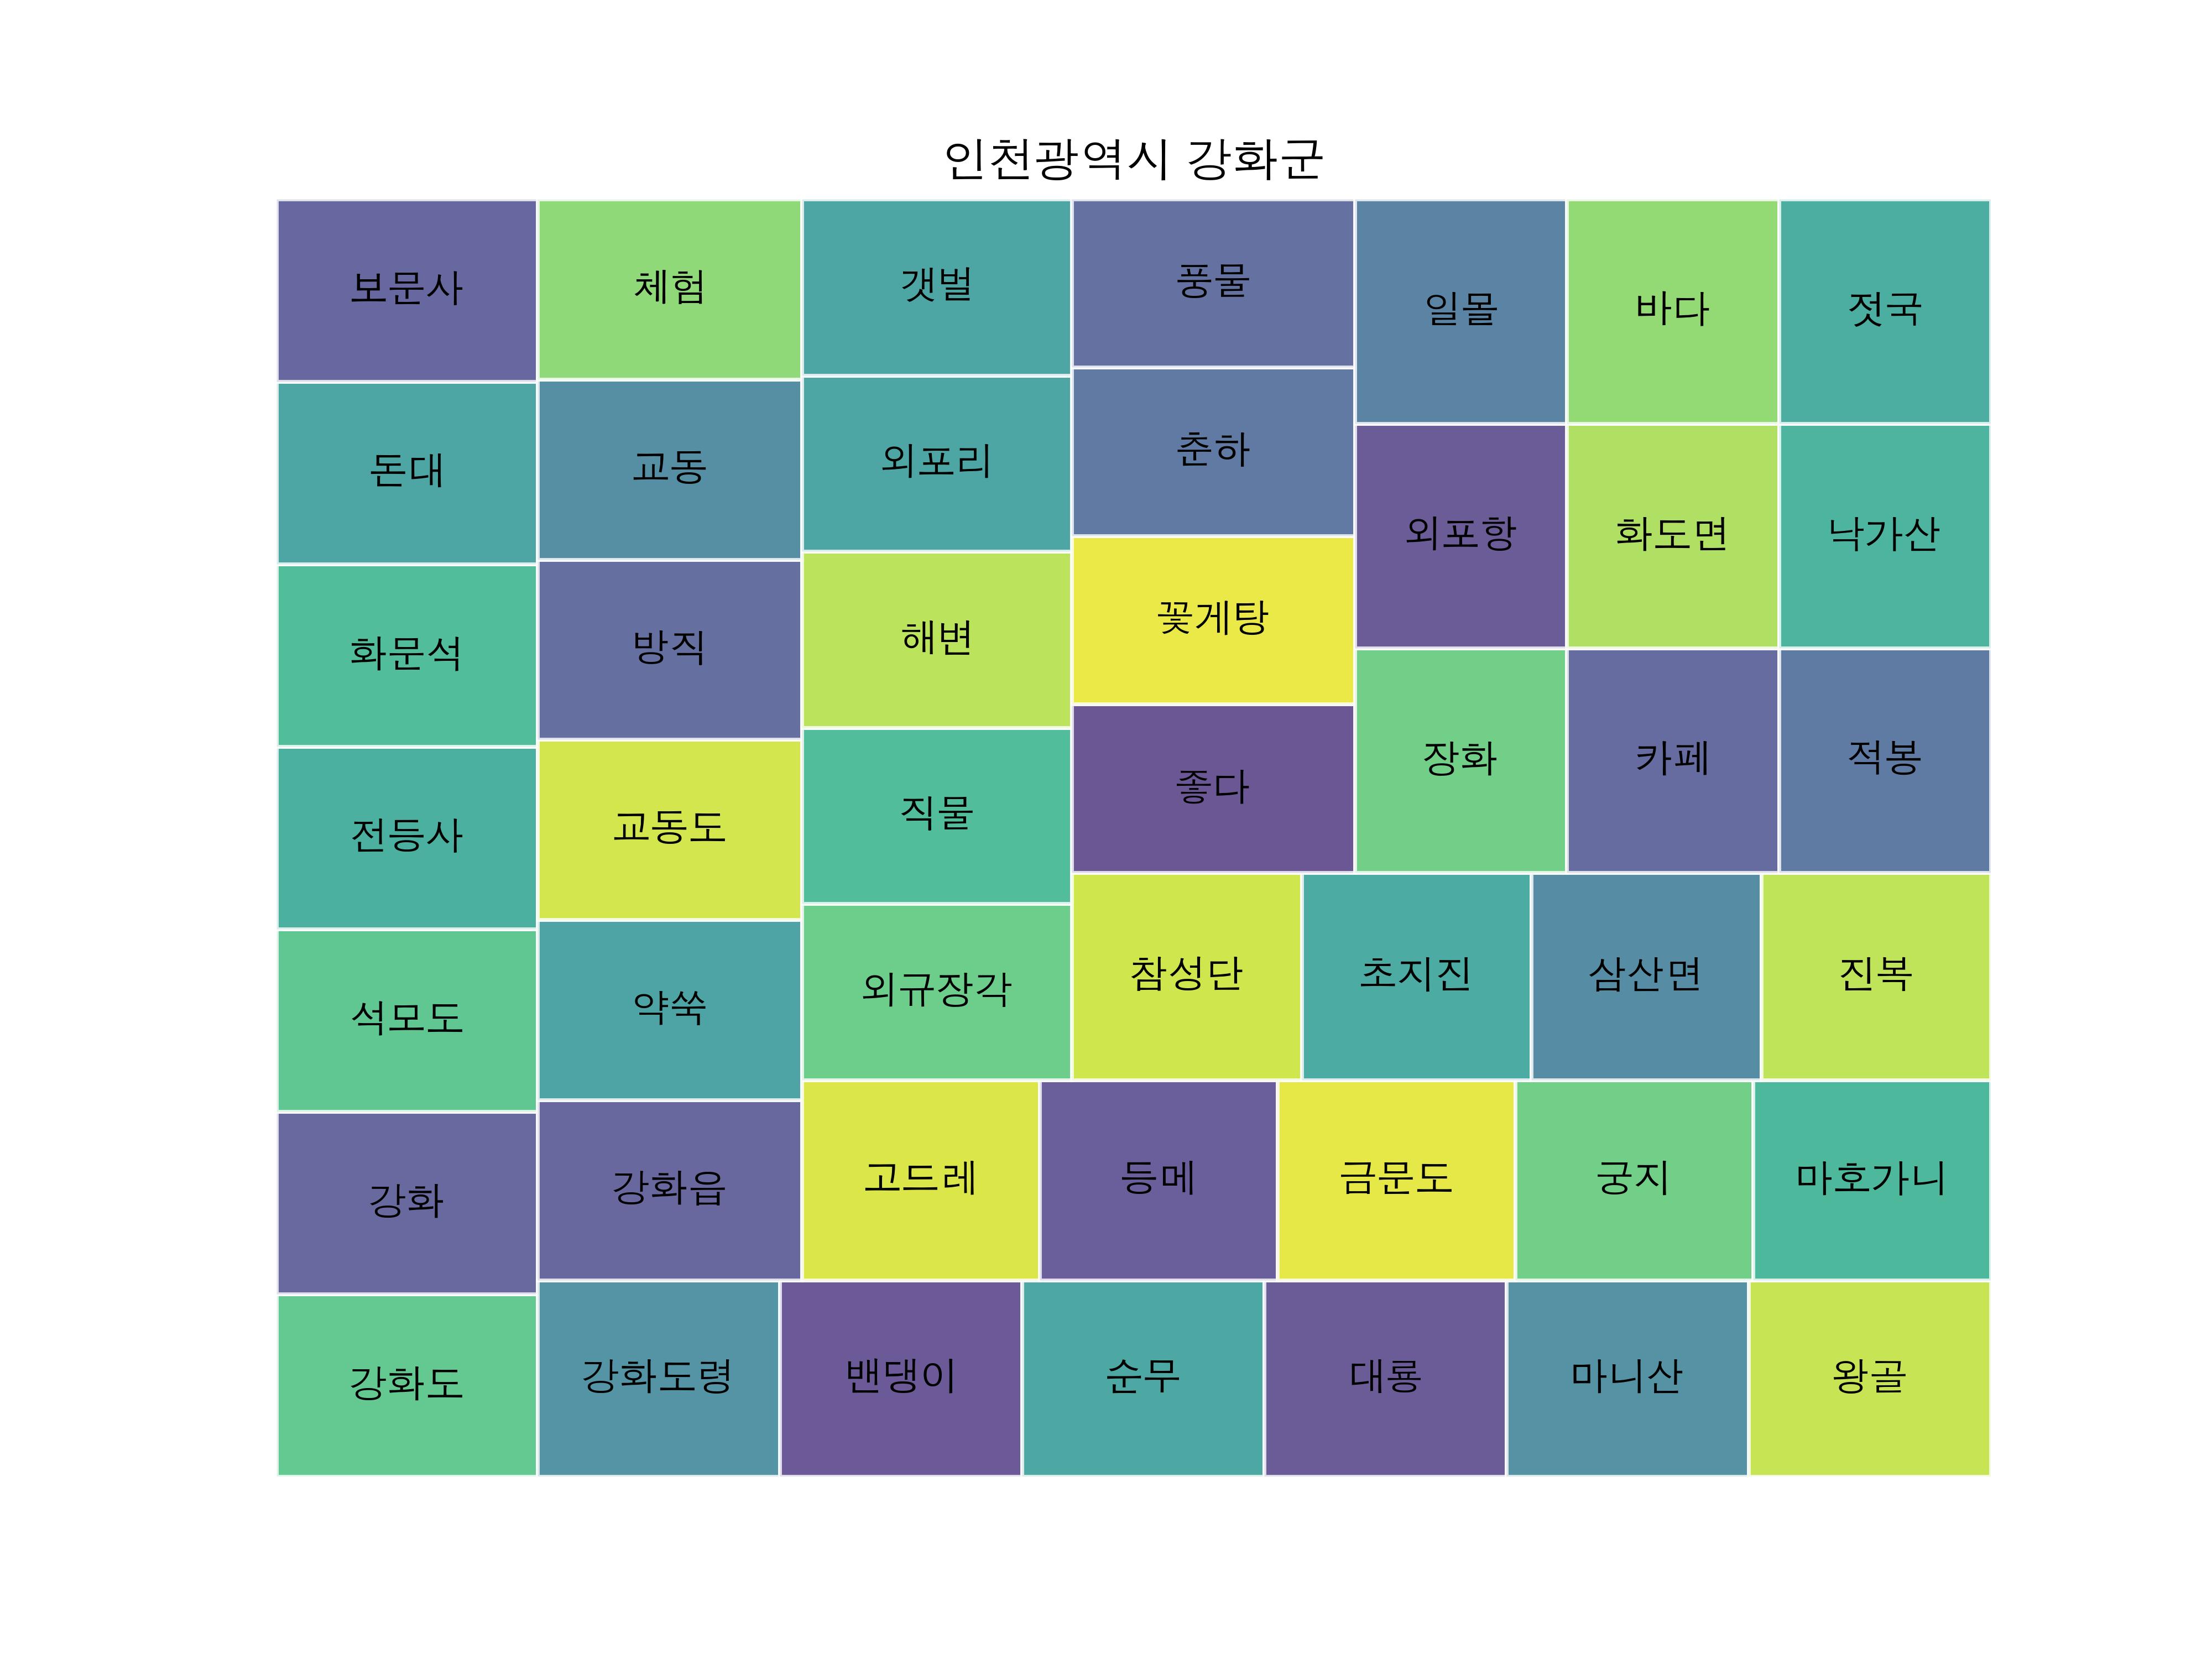 인천광역시 강화군
보문사
체험
갯벌
풍물
일몰
바다
젓국
돈대
교동
외포리
춘하
외포항
화도면
낙가산
화문석
방직
해변
꽃게탕
장화
카페
적봉
전등사
교동도
직물
좋다
석모도
약쑥
외규장각
참성단
초지진
삼산면
진복
강화
강화읍
고드레
등메
금문도
궁지
마호가니
강화도
강화도령
밴댕이
순무
대룡
마니산
왕골